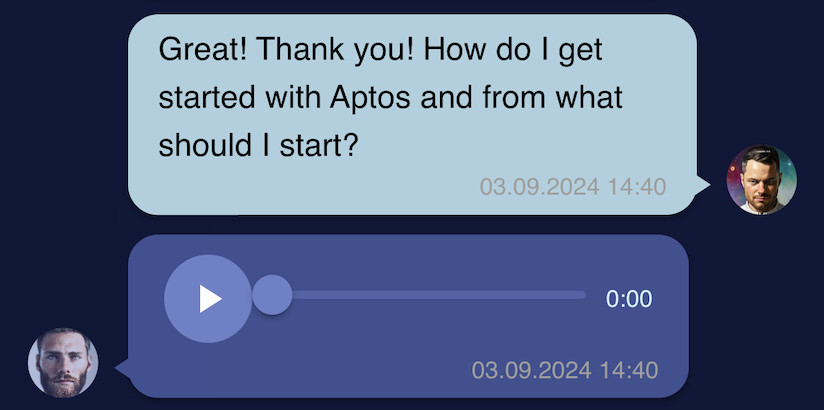 Great! Thank you! How do I get
started with Aptos and from what
should I start?
03.09.2024 14:40
0:00
03.09.2024 14:40